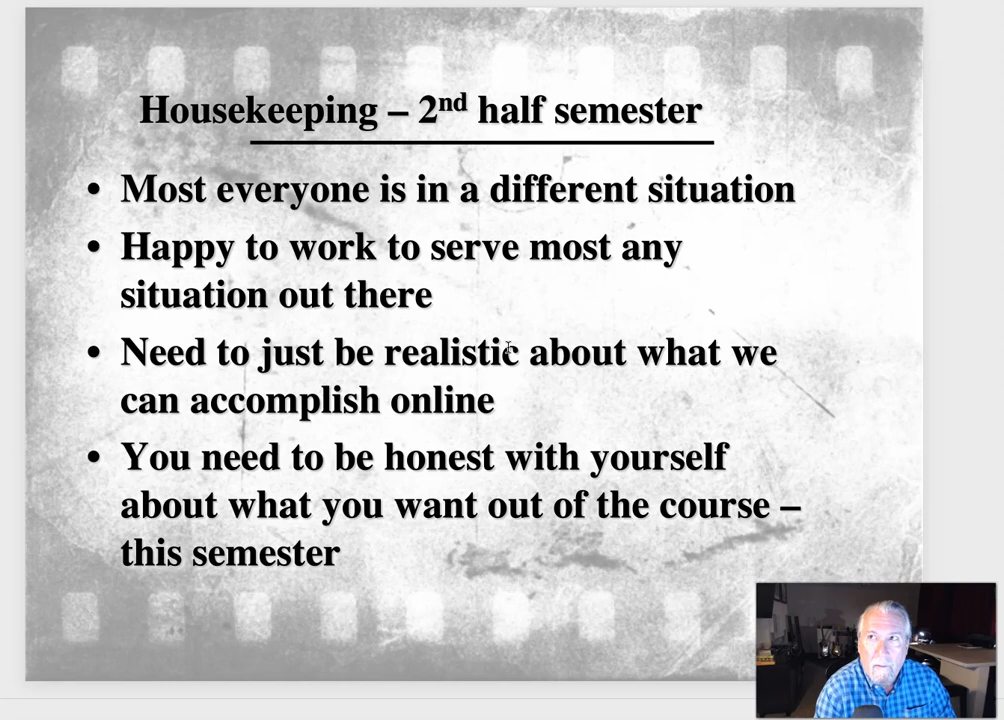 Housekeeping – 2nd half semester
• Most everyone is in a different situation
• Happy to work to serve most any
situation out there
• Need to just be realistic about what we
can accomplish online
• You need to be honest with yourself
about what you want out of the course –
this semester